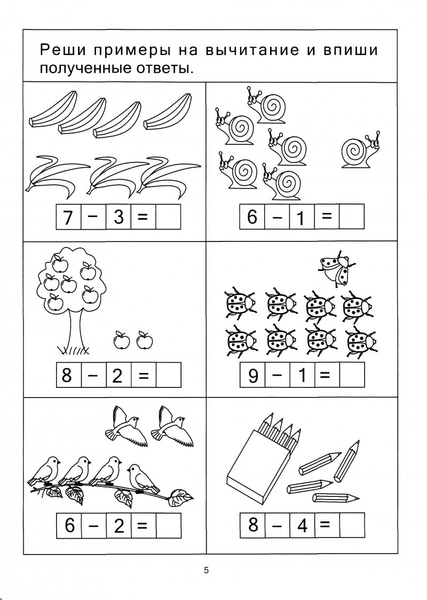 Реши примеры на вычитание и впиши
полученные ответы.
7 – 3 =
6 – 1 =
8 – 2 =
9 – 1 =
6 – 2 =
8 – 4 =
5